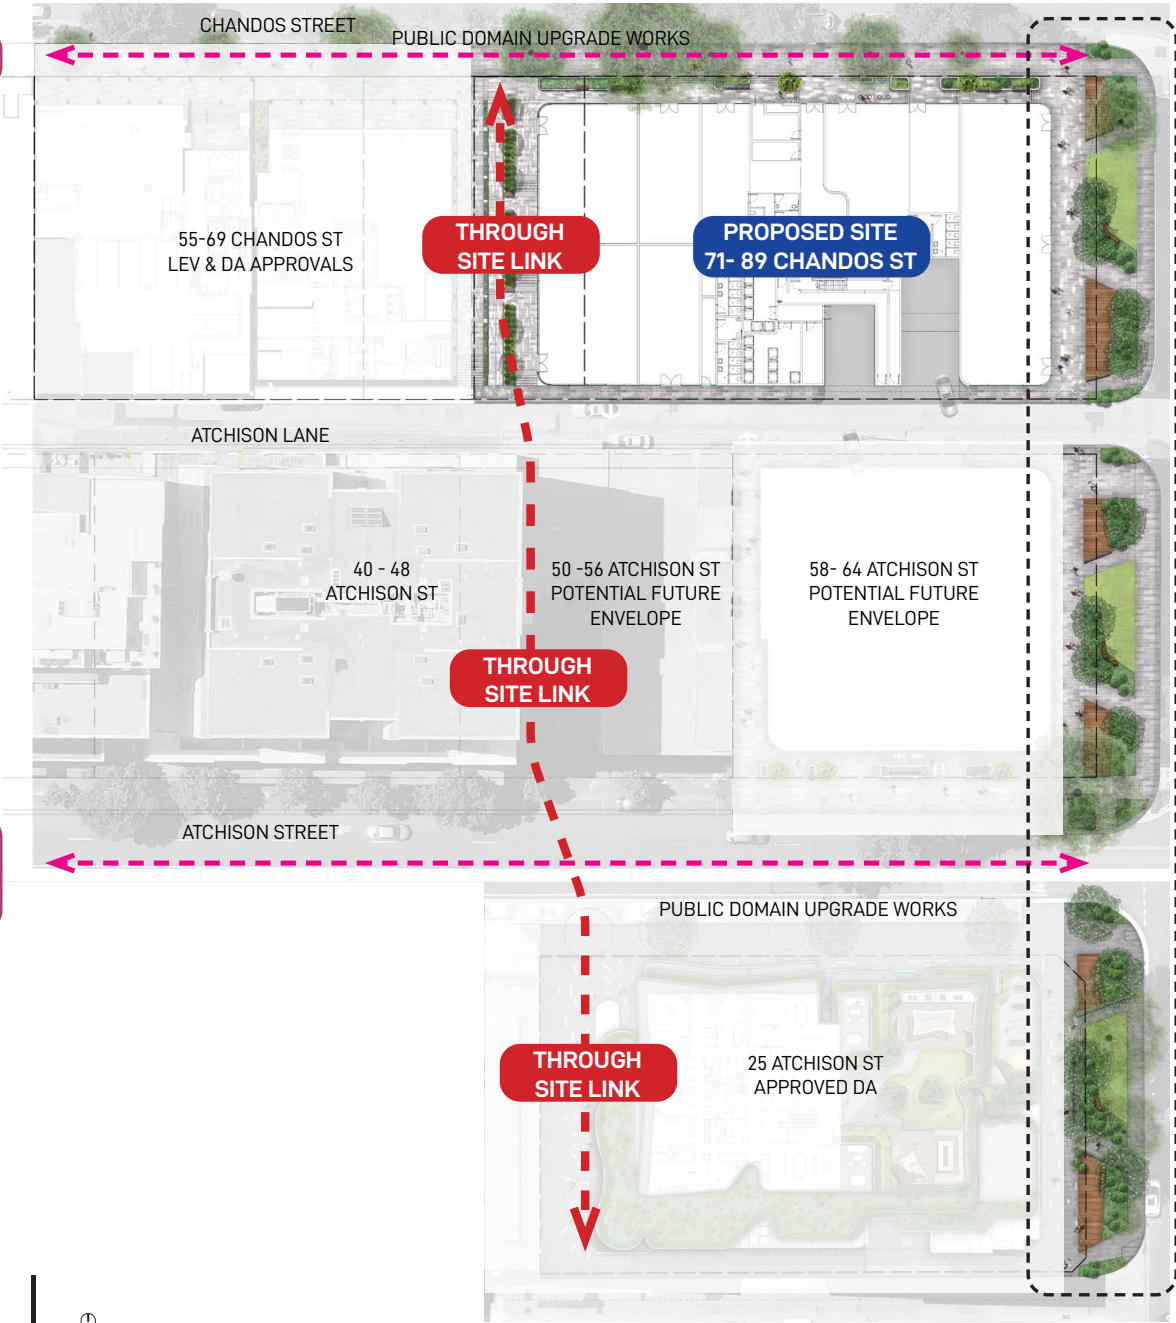 CHANDOS STREET
PUBLIC DOMAIN UPGRADE WORKS
55-69 CHANDOS ST
LEV & DA APPROVALS
THROUGH
SITE LINK
PROPOSED SITE
71- 89 CHANDOS ST
ATCHISON LANE
40 - 48
ATCHISON ST
50 -56 ATCHISON ST
POTENTIAL FUTURE
ENVELOPE
58- 64 ATCHISON ST
POTENTIAL FUTURE
ENVELOPE
THROUGH
SITE LINK
ATCHISON STREET
PUBLIC DOMAIN UPGRADE WORKS
THROUGH
SITE LINK
25 ATCHISON ST
APPROVED DA